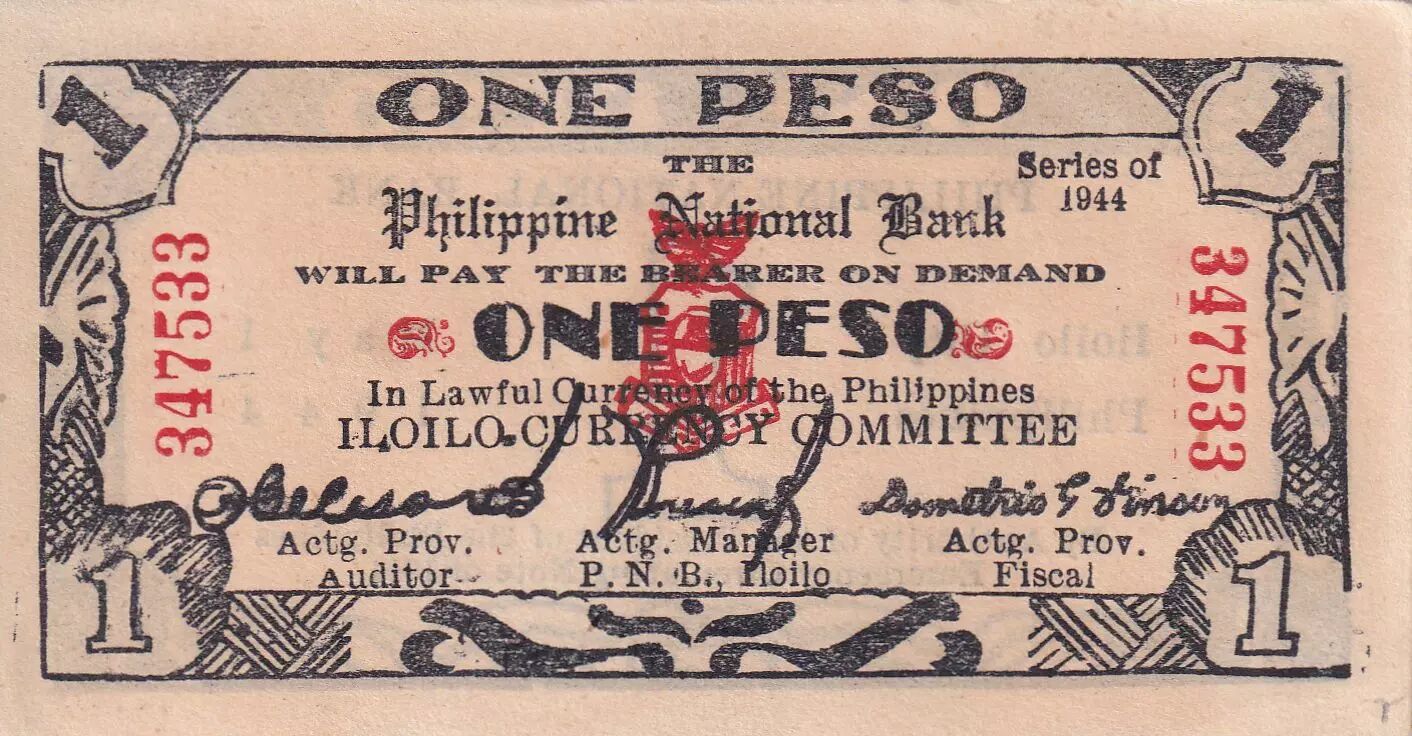 1 ONE PESO 1
THE
Series of
1944
Philippine National Bank
WILL PAY THE BEARER ON DEMAND
347533
347533
D ONE PESO D
In Lawful Currency of the Philippines
ILOILO CURRENCY COMMITTEE
Demetrio G Vinson
Actg. Prov.
Auditor
Actg. Manager
P. N. B., Iloilo
Actg. Prov.
Fiscal
1
1